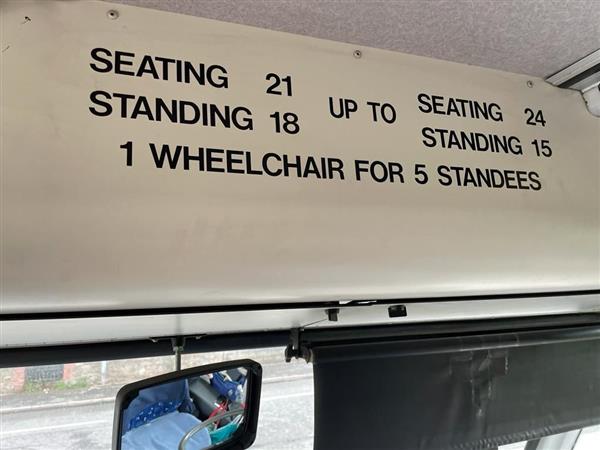 SEATING 21 UP TO SEATING 24
STANDING 18 STANDING 15
1 WHEELCHAIR FOR 5 STANDEES